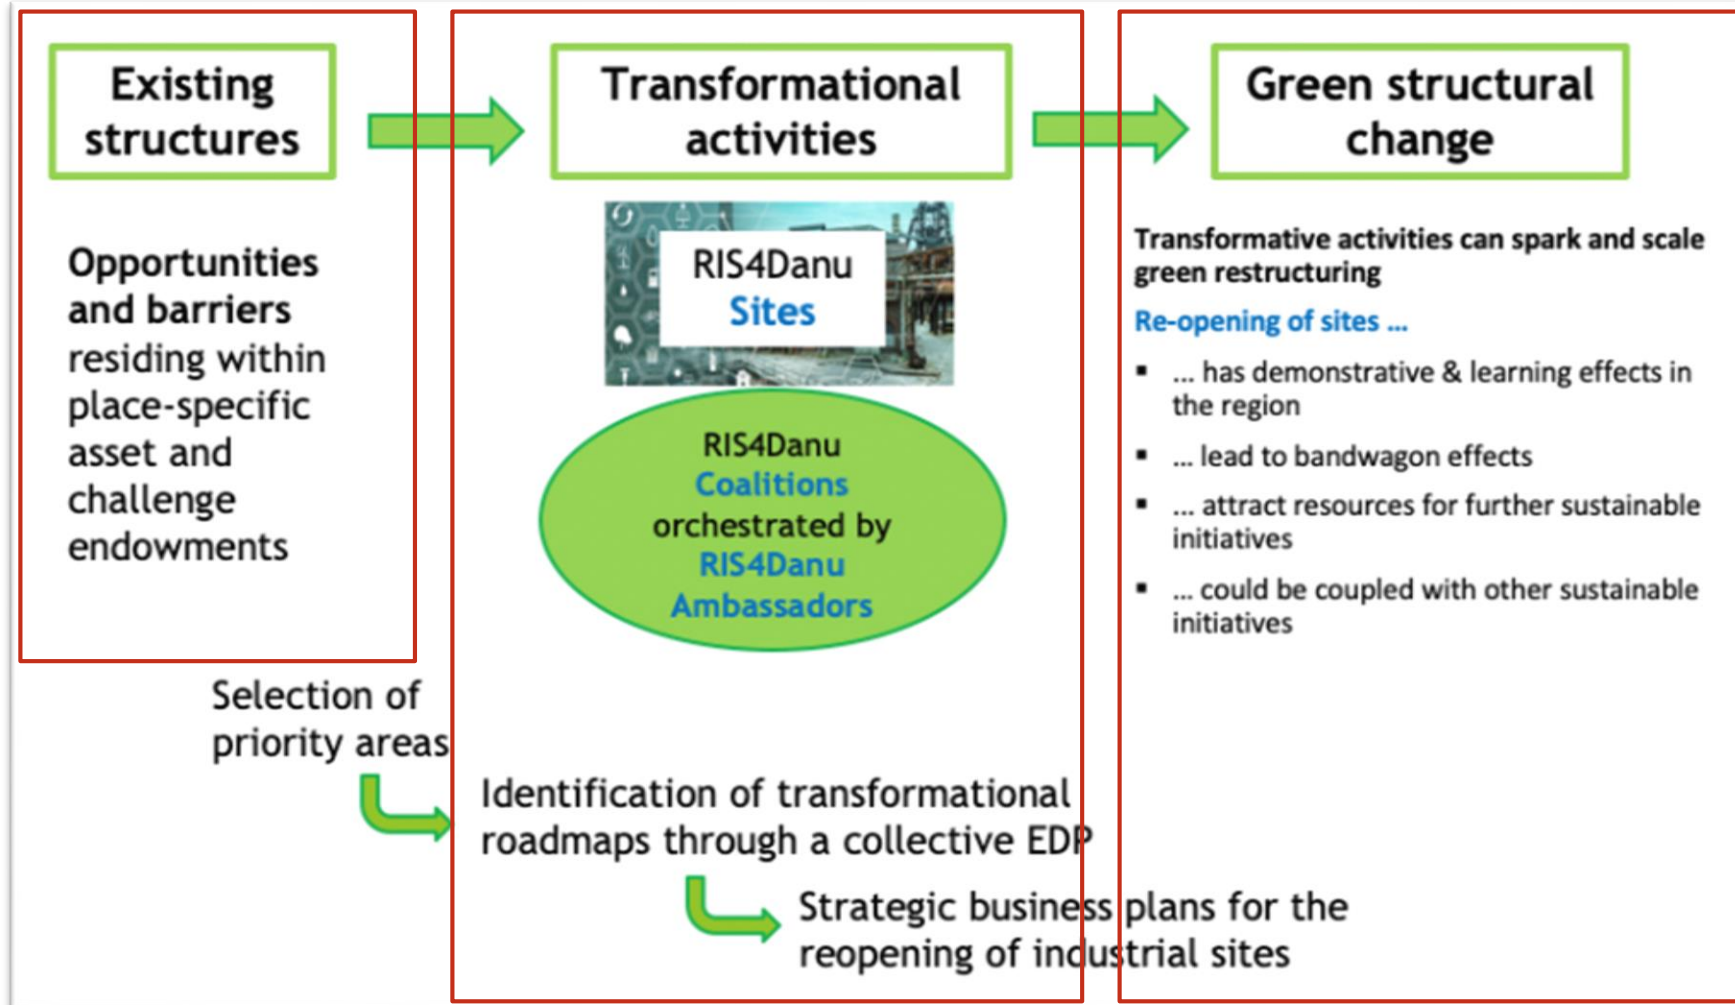 Existing
structures
Transformational
activities
Green structural
change
Opportunities
and barriers
residing within
place-specific
asset and
challenge
endowments
RIS4Danu
Sites
RIS4Danu
Coalitions
orchestrated by
RIS4Danu
Ambassadors
Transformative activities can spark and scale
green restructuring
Re-opening of sites ...
▪ ... has demonstrative & learning effects in
the region
▪ ... lead to bandwagon effects
▪ ... attract resources for further sustainable
initiatives
▪ ... could be coupled with other sustainable
initiatives
Selection of
priority areas
Identification of transformational
roadmaps through a collective EDP
Strategic business plans for the
reopening of industrial sites